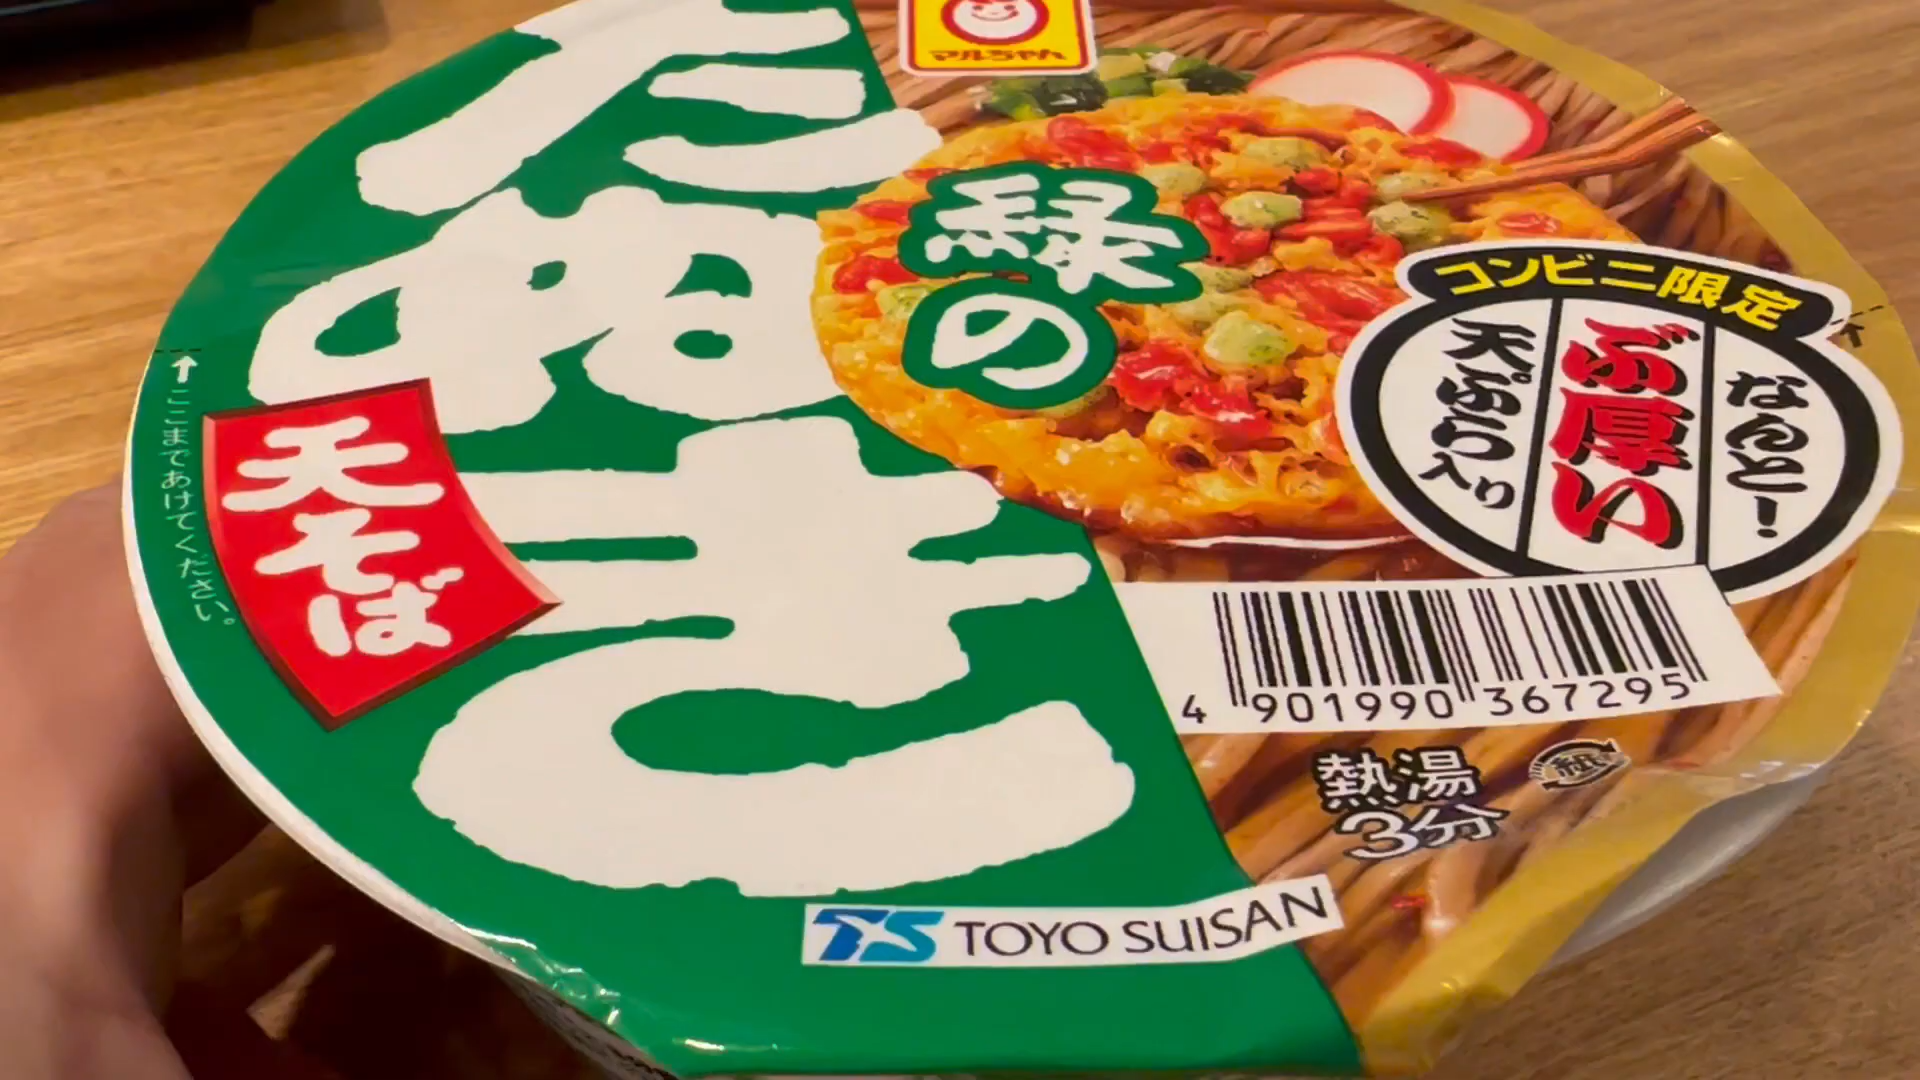 マルちゃん
緑の
たぬき
天そば
ここまであけてください。
コンビニ限定
なんと!
ぶ厚い
天ぷら入り
4 901990 367295
熱湯
3分
紙
TS TOYO SUISAN